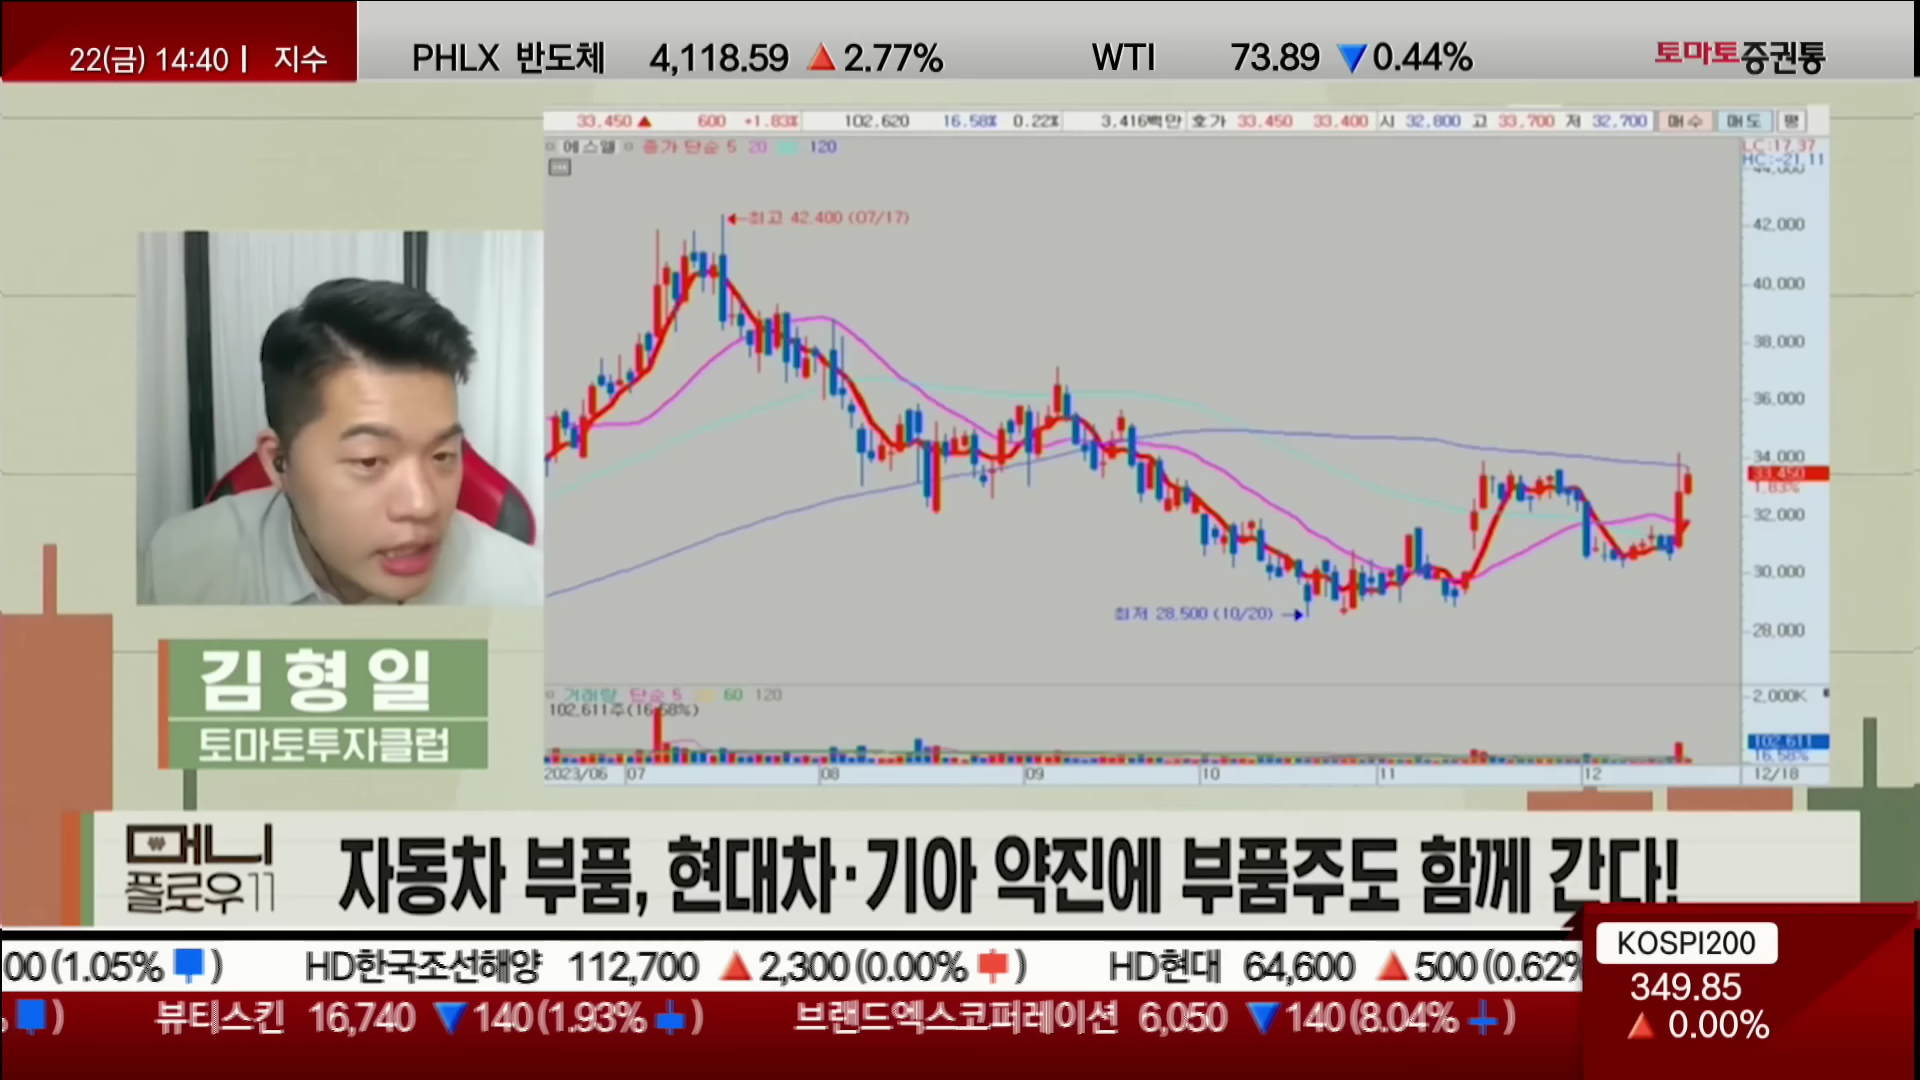 22(금) 14:40 | 지수
PHLX 반도체 4,118.59 ▲ 2.77% WTI 73.89 ▼ 0.44%
토마토증권통
33,450 ▲ 600 +1.83% 102,620 16.58% 0.22% 3,416백만 호가 33,450 33,400 시 32,800 고 33,700 저 32,700 매수 매도 평
에스엘 종가 단순 5 20 120
LC:17.37
HC:-21.11
44,000
최고 42,400 (07/17)
42,000
40,000
38,000
36,000
34,000
33,450
1.83%
32,000
30,000
최저 28,500 (10/20)
28,000
거래량 단순 5 60 120
2,000K
102,611주(16.58%)
102,611
16.58%
2023/06 07 08 09 10 11 12 12/18
김형일
토마토투자클럽
머니
플로우11
자동차 부품, 현대차·기아 약진에 부품주도 함께 간다!
00(1.05% ) HD한국조선해양 112,700 ▲ 2,300(0.00% ) HD현대 64,600 ▲ 500(0.62%
KOSPI200
349.85
▲ 0.00%
) 뷰티스킨 16,740 ▼ 140(1.93% ) 브랜드엑스코퍼레이션 6,050 ▼ 140(8.04% )